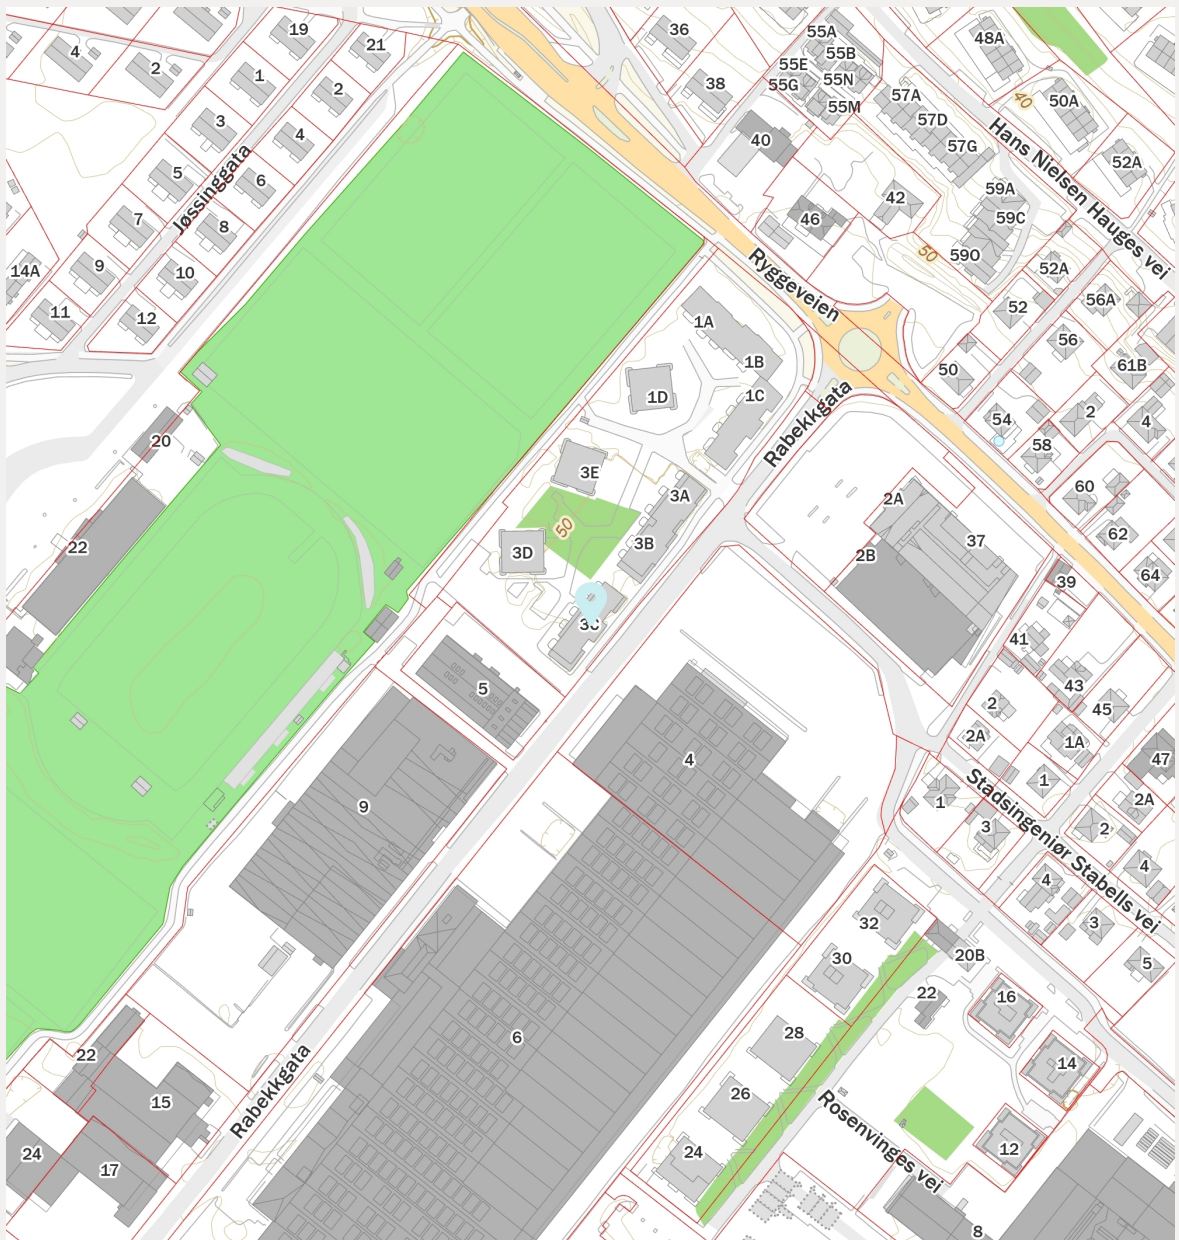 19
36
55A
48A
21
4
55B
2
55E
1
2
38
55G
55N
57A
50A
40
55M
3
4
40
57D
Hans Nielsen Hauges vei
57G
52A
5
6
Jøssinggata
59A
42
7
8
46
59C
50
59O
9
10
14A
Ryggeveien
52A
52
56A
11
12
1A
56
1B
50
61B
1D
1C
Rabekkgata
54
2
4
20
58
3E
3A
2A
60
50
22
3D
3B
2B
37
62
39
64
3C
41
5
43
2
45
2A
1A
4
47
1
Stadsingeniør Stabells vei
9
1
3
2A
2
4
4
32
3
30
20B
5
22
16
28
6
22
14
26
Rabekkgata
15
Rosenvinges vei
24
24
12
17
8